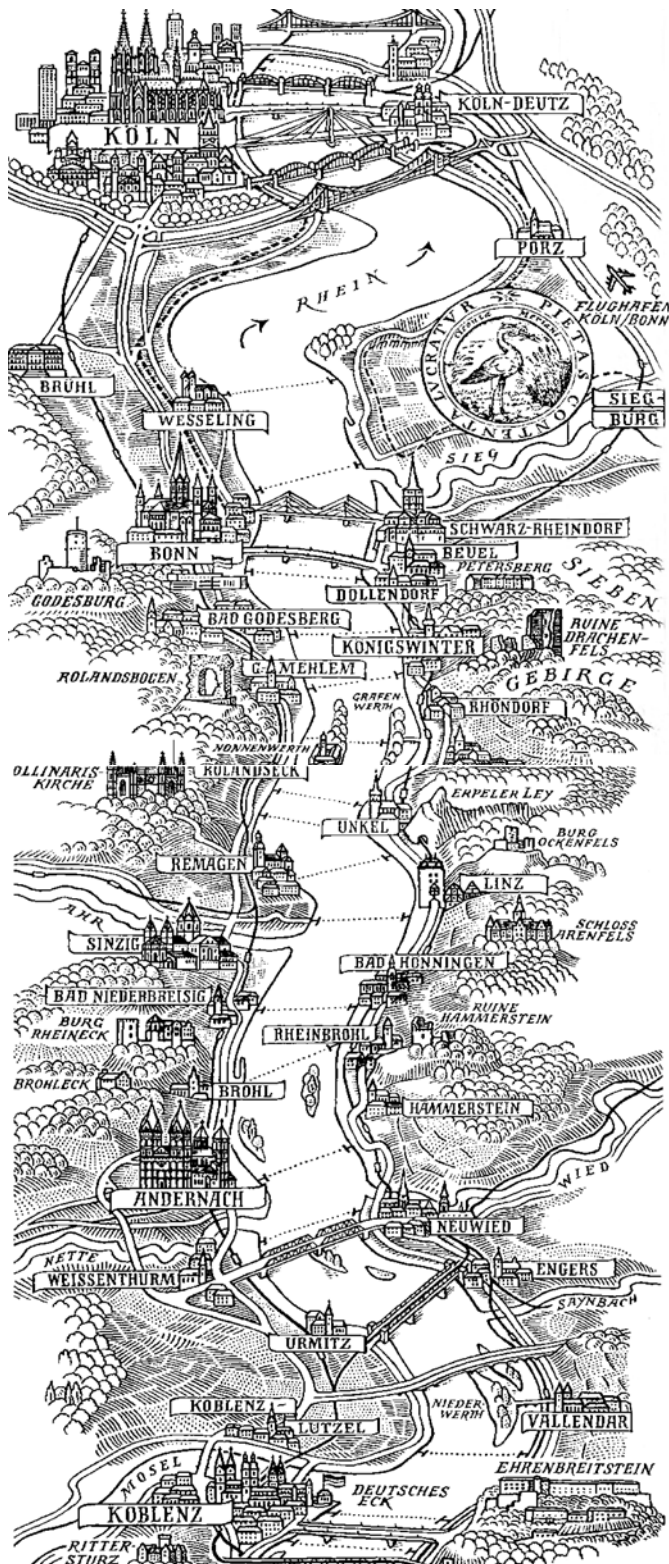 KÖLN
KÖLN-DEUTZ
PORZ
RHEIN
FLUGHAFEN
KÖLN/BONN
PIETAS CONTENTA LUCRATVR
BRÜHL
WESSELING
SIEG-
BURG
SIEG
BONN
SCHWARZ-RHEINDORF
BEUEL
PETERSBERG
DOLLENDORF
SIEBEN
GEBIRGE
GODESBURG
BAD GODESBERG
KÖNIGSWINTER
RUINE
DRACHEN-
FELS
ROLANDSBOGEN
G.-MEHLEM
GRAFEN-
WERTH
RHÖNDORF
NONNENWERTH
OLLINARIS-
KIRCHE
ROLANDSECK
UNKEL
ERPELER LEY
BURG
OCKENFELS
REMAGEN
LINZ
AHR
SINZIG
SCHLOSS
ARENFELS
BAD HÖNNINGEN
BAD NIEDERBREISIG
BURG
RHEINECK
RHEINBROHL
RUINE
HAMMERSTEIN
BROHLECK
BROHL
HAMMERSTEIN
ANDERNACH
WIED
NEUWIED
NETTE
WEISSENTHURM
ENGERS
SAYNBACH
URMITZ
KOBLENZ-
LÜTZEL
NIEDER-
WERTH
VALLENDAR
MOSEL
EHRENBREITSTEIN
DEUTSCHES
ECK
KOBLENZ
RITTER-
STURZ